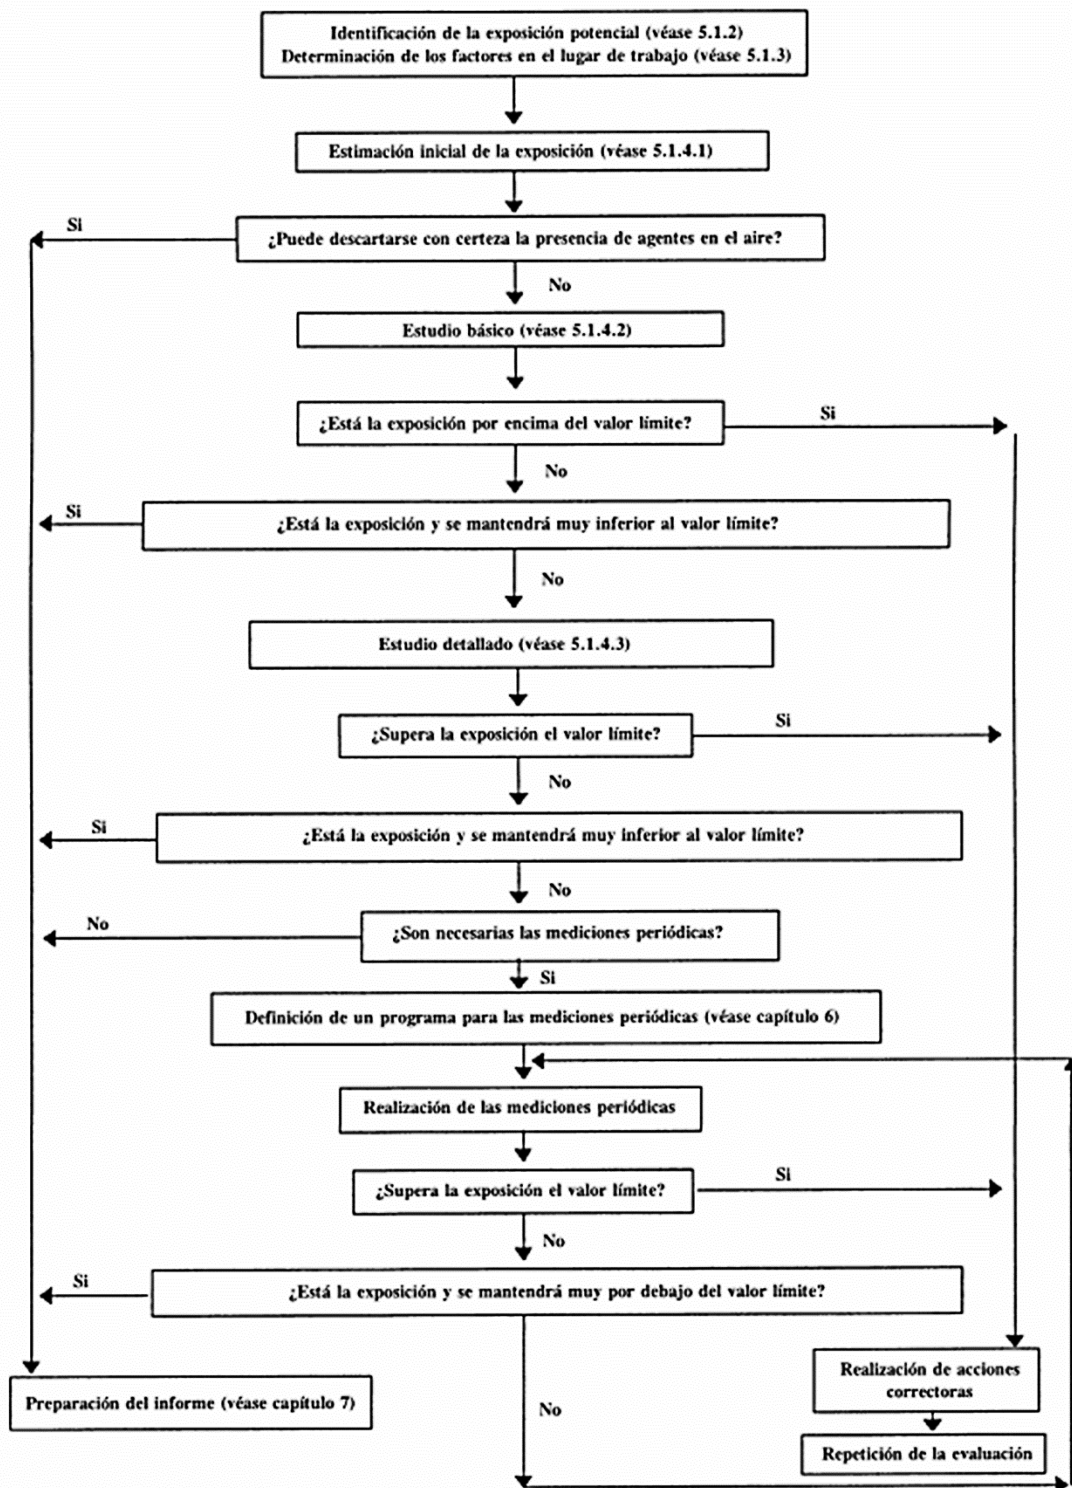 Identificación de la exposición potencial (véase 5.1.2)
Determinación de los factores en el lugar de trabajo (véase 5.1.3)
Estimación inicial de la exposición (véase 5.1.4.1)
Si
¿Puede descartarse con certeza la presencia de agentes en el aire?
No
Estudio básico (véase 5.1.4.2)
¿Está la exposición por encima del valor límite?
Si
No
Si
¿Está la exposición y se mantendrá muy inferior al valor límite?
No
Estudio detallado (véase 5.1.4.3)
¿Supera la exposición el valor límite?
Si
No
Si
¿Está la exposición y se mantendrá muy inferior al valor límite?
No
No
¿Son necesarias las mediciones periódicas?
Si
Definición de un programa para las mediciones periódicas (véase capítulo 6)
Realización de las mediciones periódicas
¿Supera la exposición el valor límite?
Si
No
Si
¿Está la exposición y se mantendrá muy por debajo del valor límite?
Preparación del informe (véase capítulo 7)
No
Realización de acciones
correctoras
Repetición de la evaluación